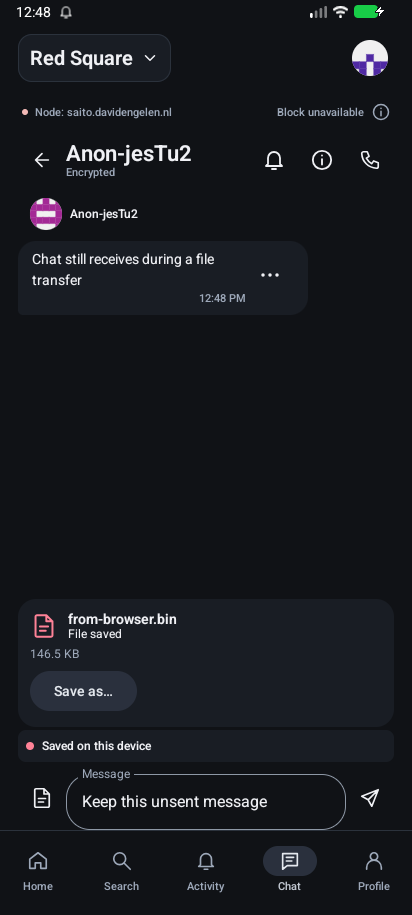 12:48
Red Square
Node: saito.davidengelen.nl
Block unavailable
Anon-jesTu2
Encrypted
Anon-jesTu2
Chat still receives during a file
transfer
12:48 PM
from-browser.bin
File saved
146.5 KB
Save as…
Saved on this device
Message
Keep this unsent message
Home
Search
Activity
Chat
Profile